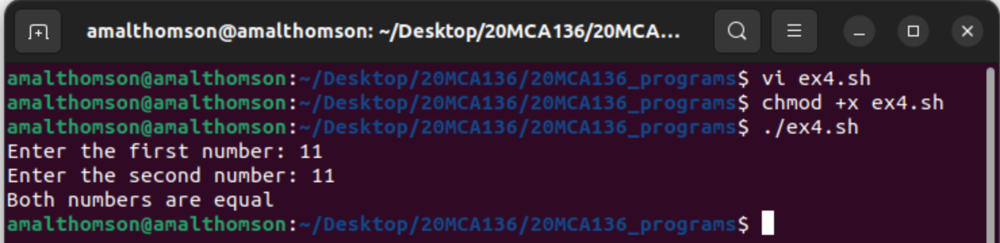 amalthomson@amalthomson: ~/Desktop/20MCA136/20MCA...
amalthomson@amalthomson:~/Desktop/20MCA136/20MCA136_programs$ vi ex4.sh
amalthomson@amalthomson:~/Desktop/20MCA136/20MCA136_programs$ chmod +x ex4.sh
amalthomson@amalthomson:~/Desktop/20MCA136/20MCA136_programs$ ./ex4.sh
Enter the first number: 11
Enter the second number: 11
Both numbers are equal
amalthomson@amalthomson:~/Desktop/20MCA136/20MCA136_programs$